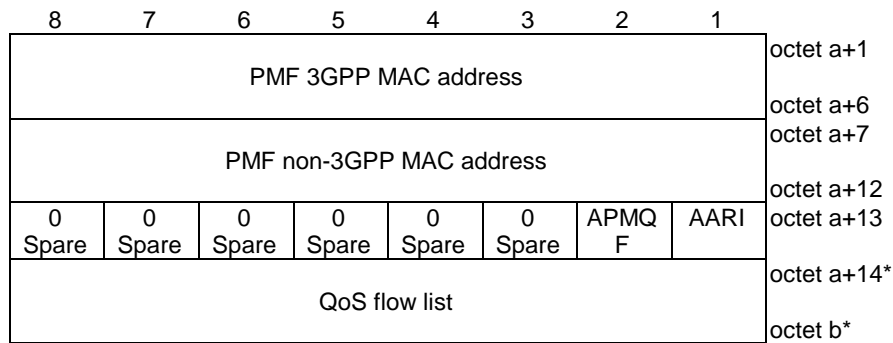 8 7 6 5 4 3 2 1
octet a+1
PMF 3GPP MAC address
octet a+6
octet a+7
PMF non-3GPP MAC address
octet a+12
0 0 0 0 0 0 APMQ AARI octet a+13
Spare Spare Spare Spare Spare Spare F
octet a+14*
QoS flow list
octet b*